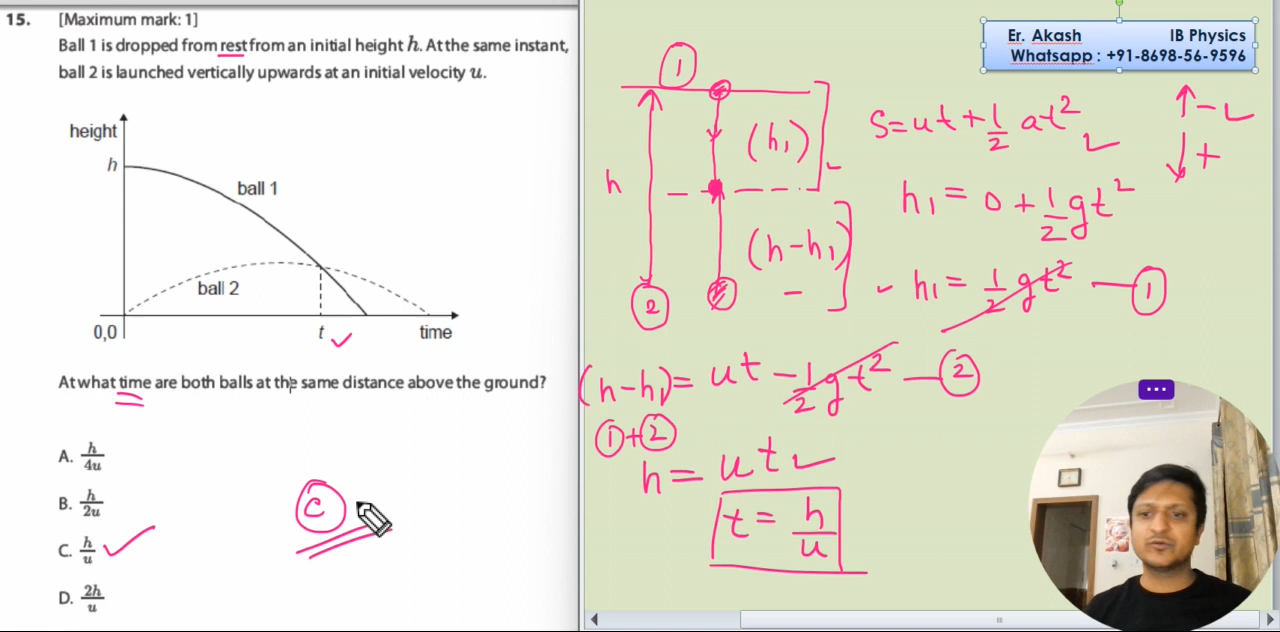 15. [Maximum mark: 1]
Ball 1 is dropped from rest from an initial height h. At the same instant,
ball 2 is launched vertically upwards at an initial velocity u.
height
h
ball 1
ball 2
0,0
t
time
At what time are both balls at the same distance above the ground?
A. h/4u
B. h/2u
C. h/u
D. 2h/u
C
Er. Akash IB Physics
Whatsapp : +91-8698-56-9596
1
h
(h₁)
(h-h₁)
2
S=ut+1/2 at²
↑-
↓+
h₁ = 0 + 1/2 gt²
h₁ = 1/2 gt² — 1
(h-h₁) = ut - 1/2 gt² — 2
1+2
h = ut
t = h/u